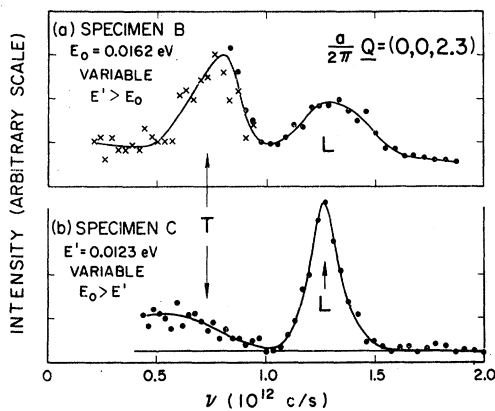 (a) SPECIMEN B
E₀ = 0.0162 eV
VARIABLE
E' > E₀
a/2π Q = (0,0,2.3)
L
T
(b) SPECIMEN C
E' = 0.0123 eV
VARIABLE
E₀ > E'
L
INTENSITY (ARBITRARY SCALE)
0 0.5 1.0 1.5 2.0
ν (10¹² c/s)